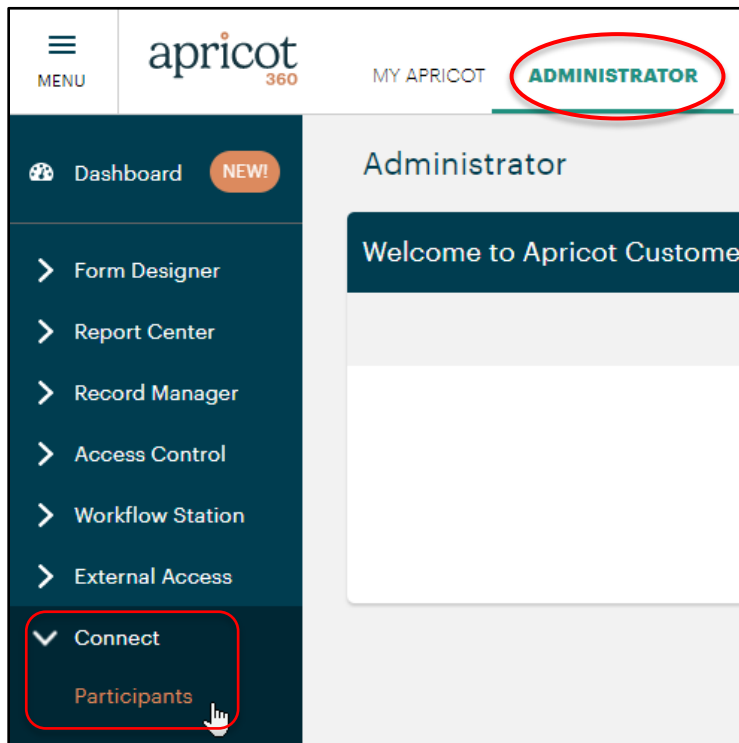 MENU
apricot
360
MY APRICOT
ADMINISTRATOR
Dashboard NEW!
Administrator
Welcome to Apricot Custome
Form Designer
Report Center
Record Manager
Access Control
Workflow Station
External Access
Connect
Participants